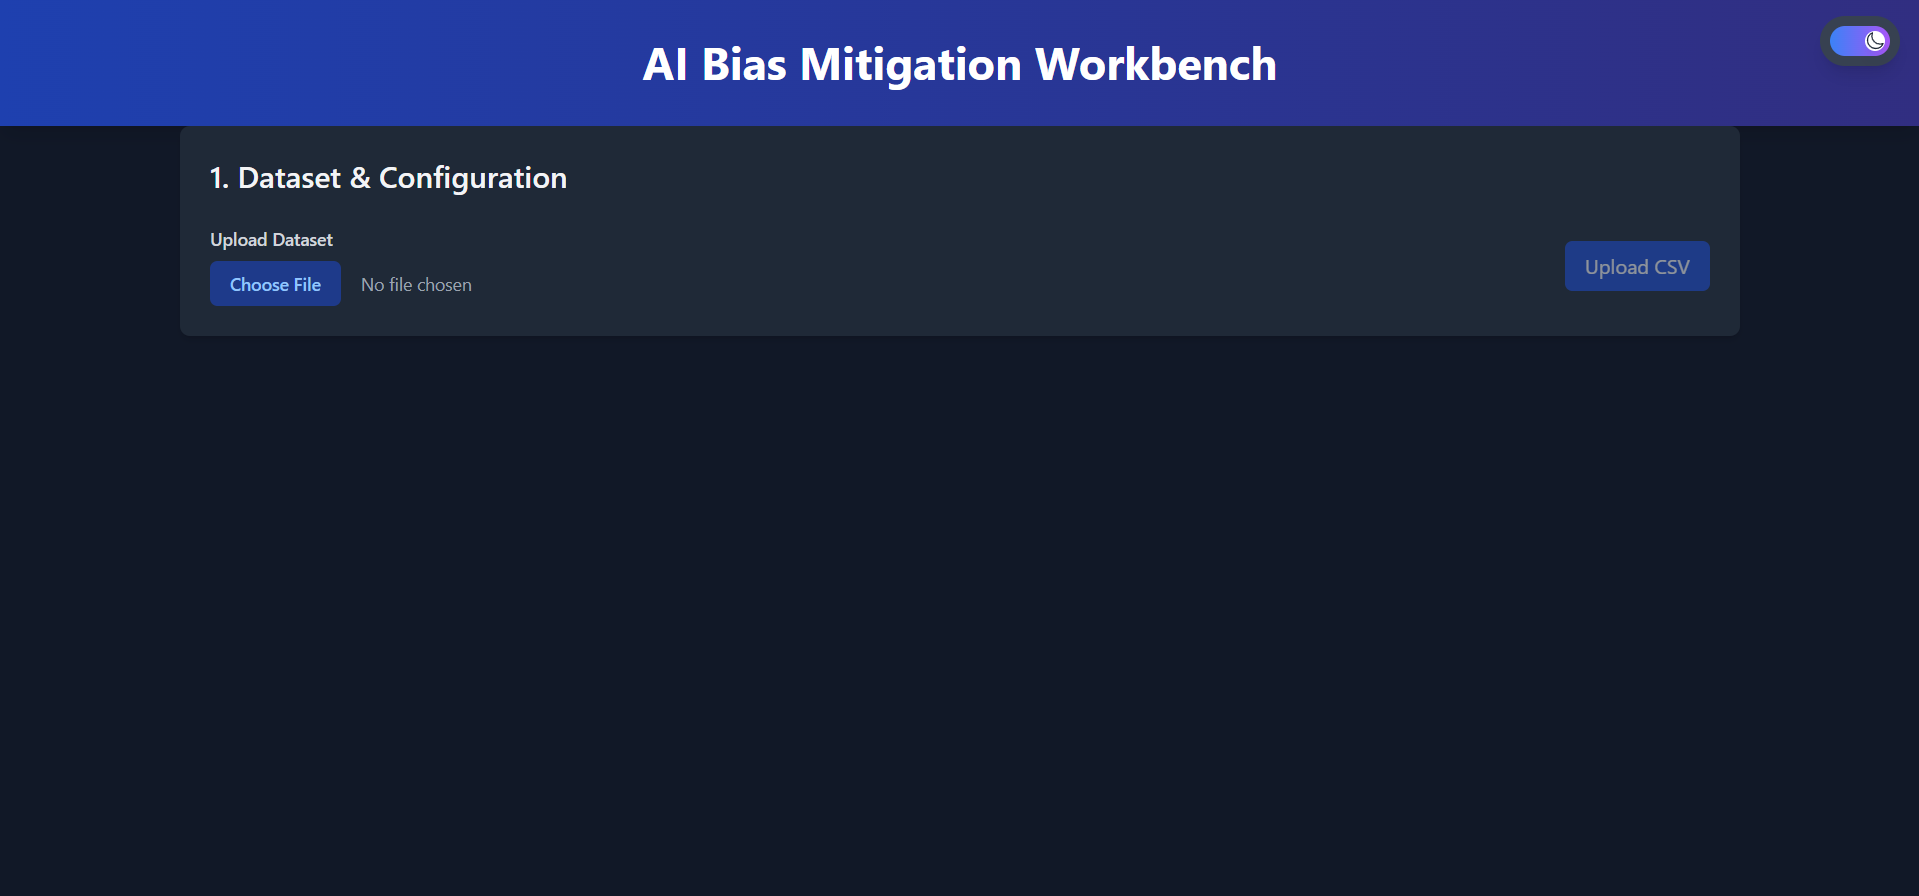 AI Bias Mitigation Workbench
1. Dataset & Configuration
Upload Dataset
Choose File No file chosen
Upload CSV